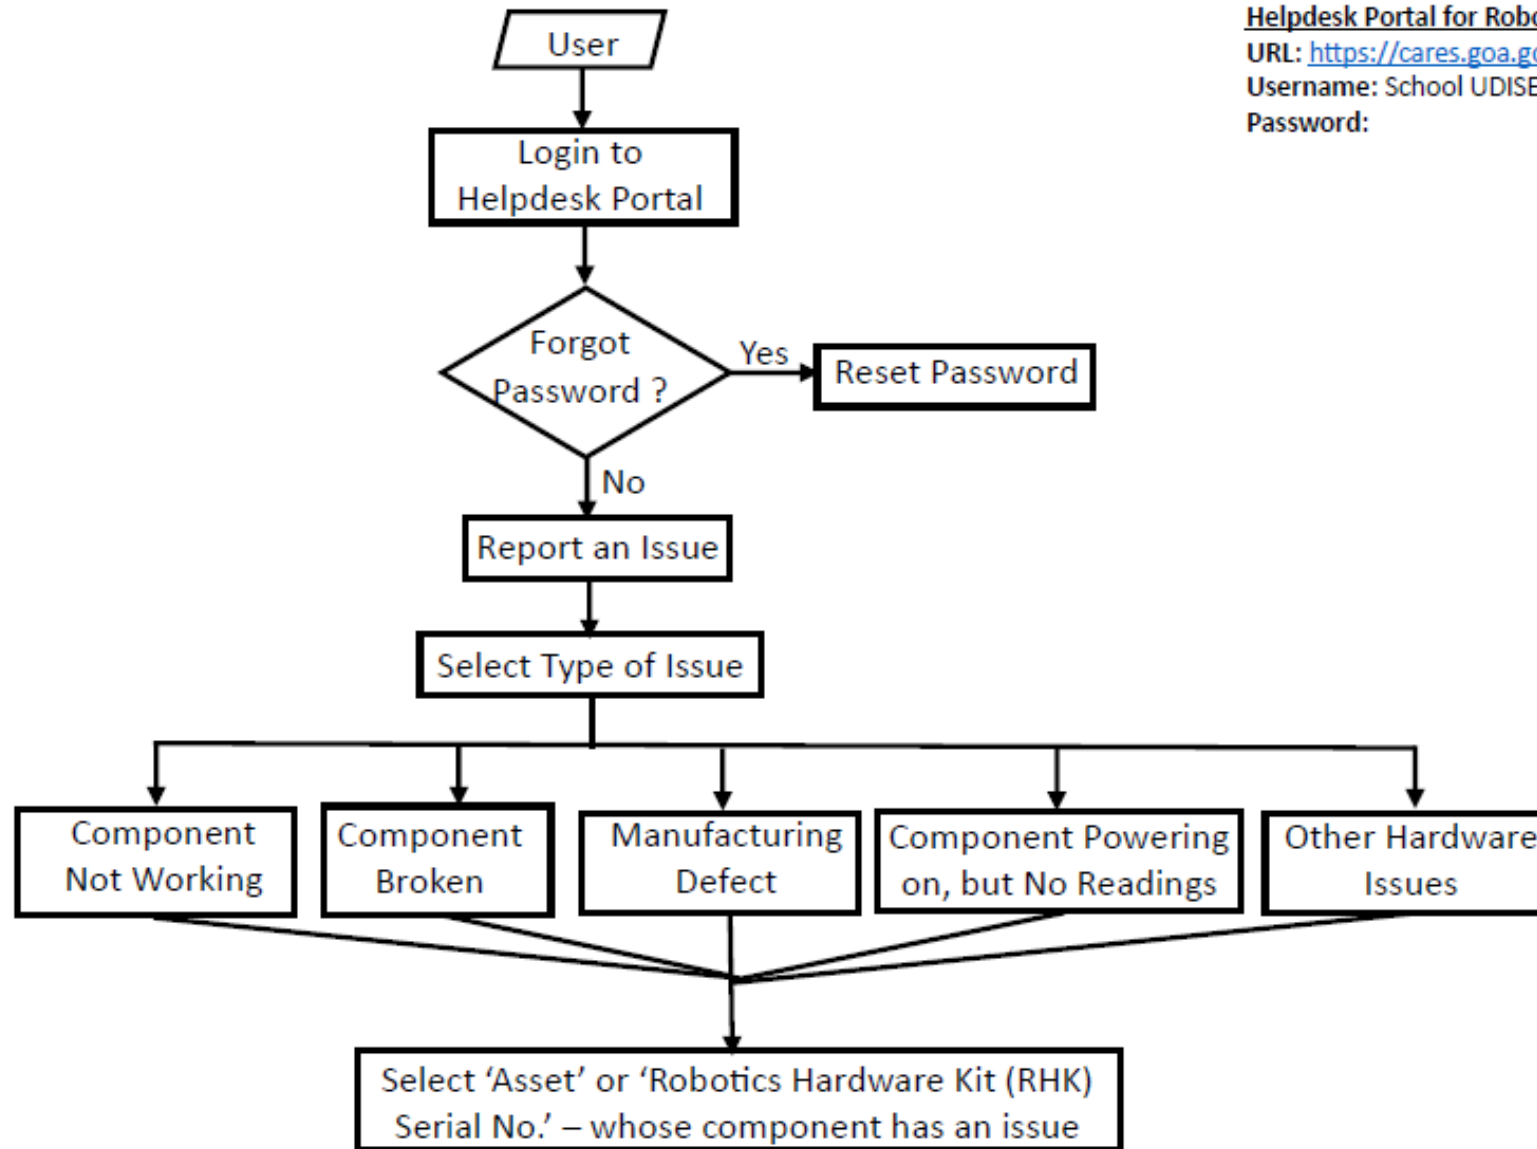 Helpdesk Portal for Robo
URL: https://cares.goa.go
Username: School UDISE
Password:
User
Login to
Helpdesk Portal
Forgot
Password ?
Yes
Reset Password
No
Report an Issue
Select Type of Issue
Component
Not Working
Component
Broken
Manufacturing
Defect
Component Powering
on, but No Readings
Other Hardware
Issues
Select ‘Asset’ or ‘Robotics Hardware Kit (RHK)
Serial No.’ – whose component has an issue